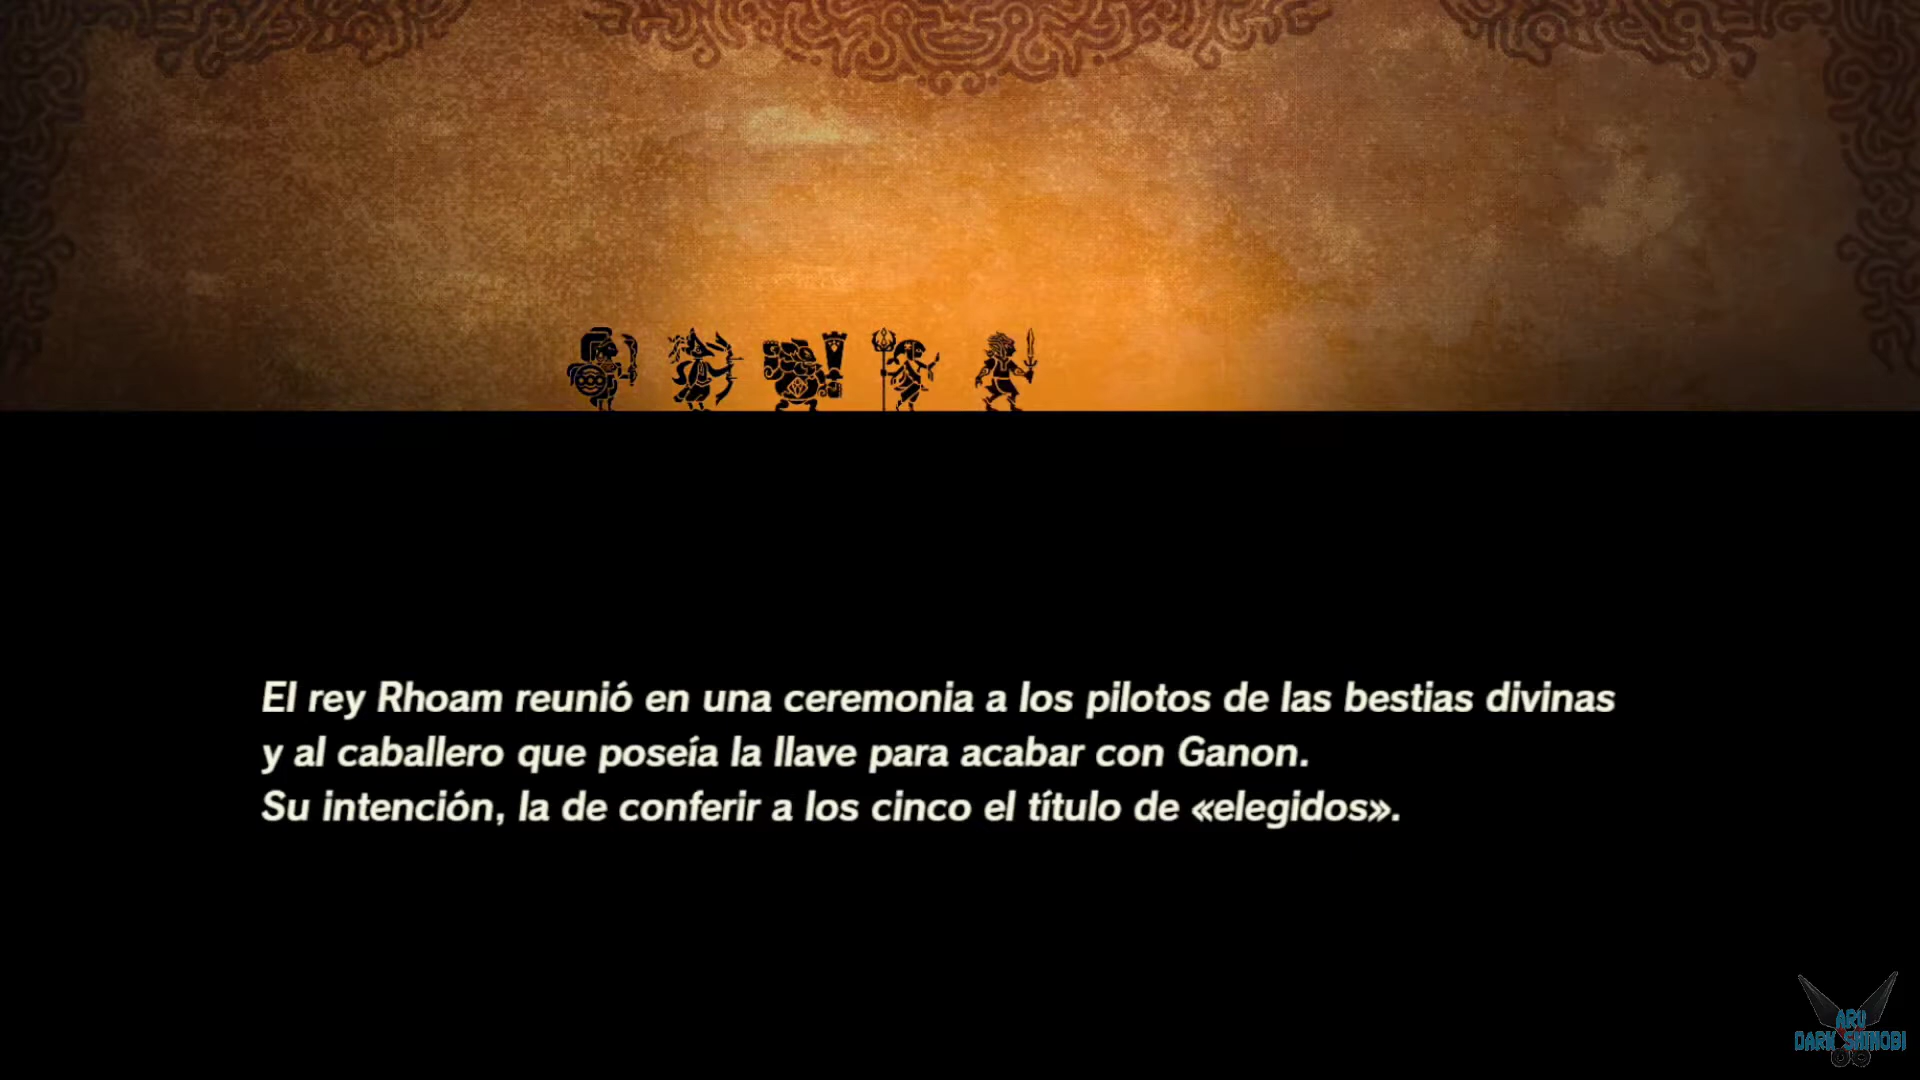 El rey Rhoam reunió en una ceremonia a los pilotos de las bestias divinas
y al caballero que poseía la llave para acabar con Ganon.
Su intención, la de conferir a los cinco el título de «elegidos».
ARU
DARK SHINOBI